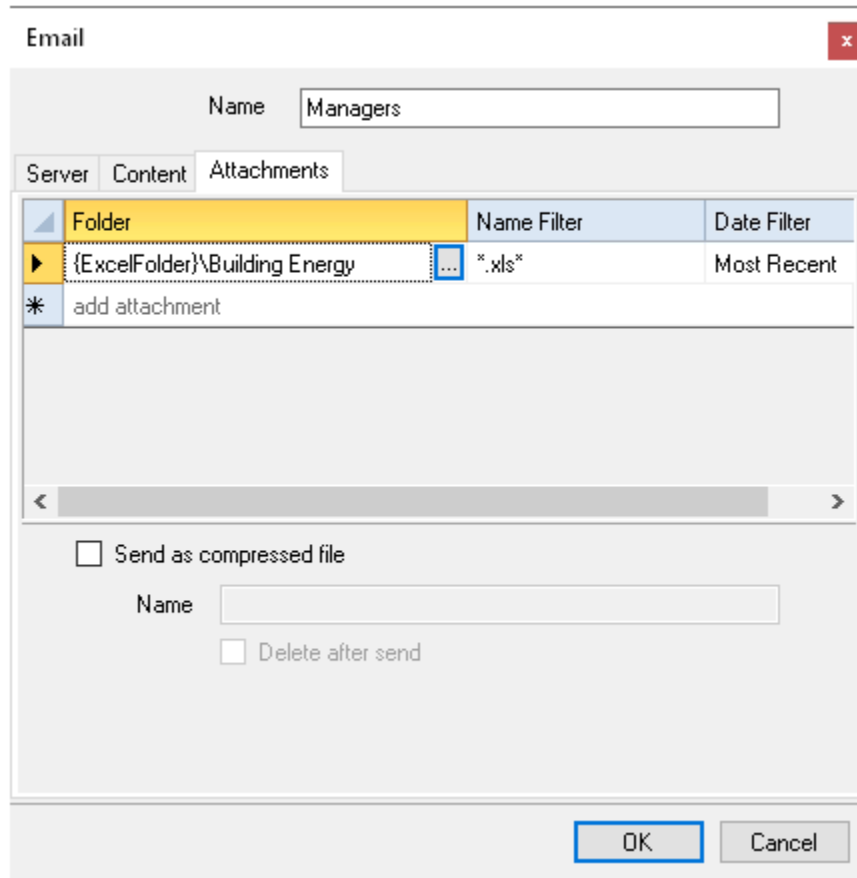 Email
x
Name Managers
Server Content Attachments
Folder Name Filter Date Filter
{ExcelFolder}\Building Energy ... *.xls* Most Recent
* add attachment
Send as compressed file
Name
Delete after send
OK Cancel